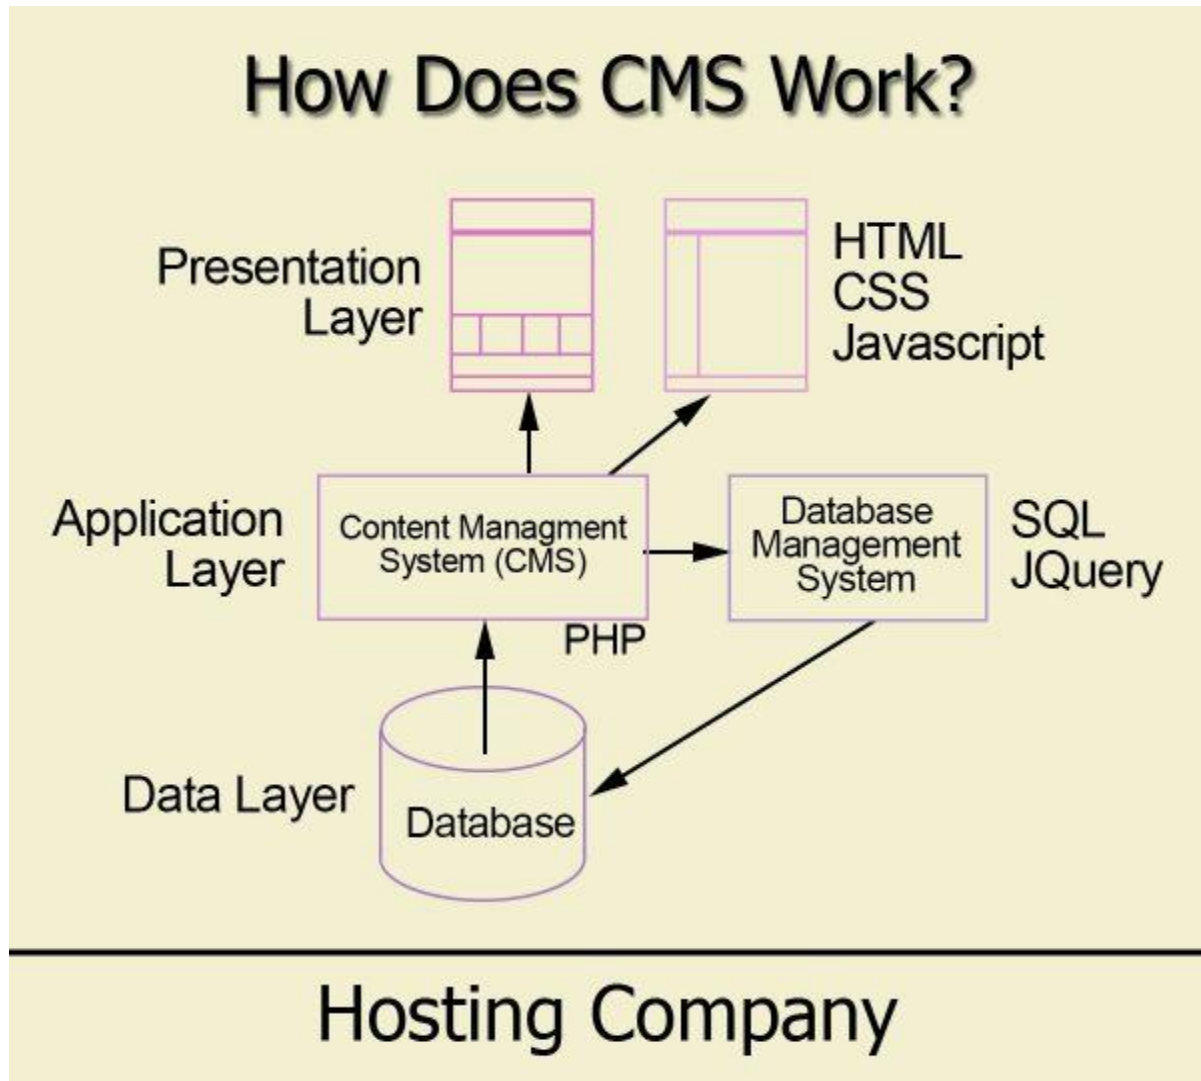 How Does CMS Work?
Presentation
Layer
HTML
CSS
Javascript
Application
Layer
Content Managment
System (CMS)
PHP
Database
Management
System
SQL
JQuery
Data Layer
Database
Hosting Company